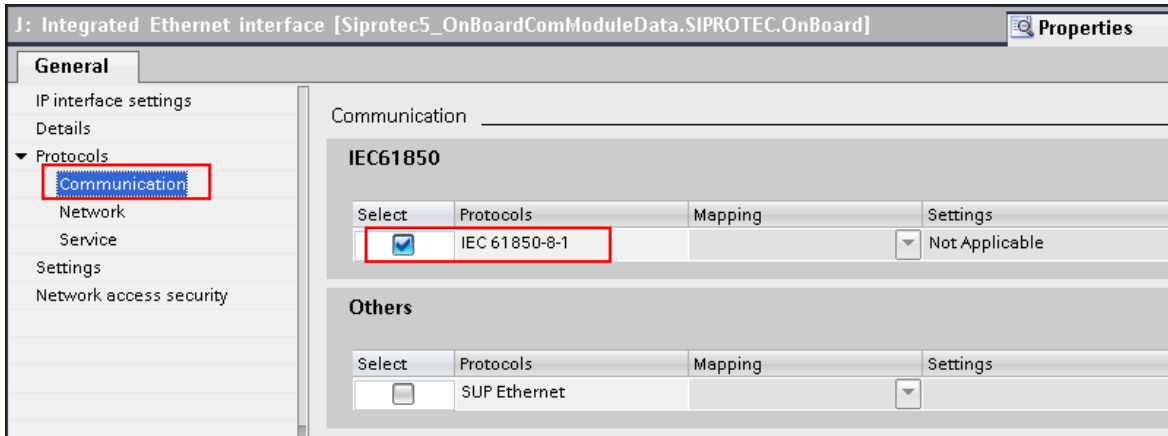 J: Integrated Ethernet interface [Siprotec5_OnBoardComModuleData.SIPROTEC.OnBoard]
Properties
General
IP interface settings
Details
Protocols
Communication
Network
Service
Settings
Network access security
Communication
IEC61850
Select Protocols Mapping Settings
IEC 61850-8-1 Not Applicable
Others
Select Protocols Mapping Settings
SUP Ethernet